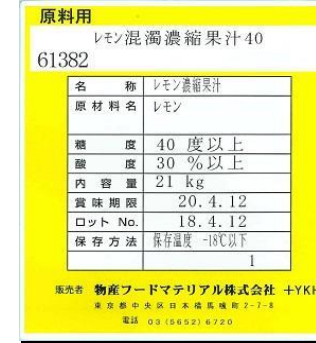 原料用
レモン混濁濃縮果汁40
61382
名 称 レモン濃縮果汁
原材料名 レモン
糖 度 40 度以上
酸 度 30 %以上
内 容 量 21 kg
賞味期限 20.4.12
ロット No. 18.4.12
保存方法 保存温度 -18℃以下
1
販売者 物産フードマテリアル株式会社 +YKH
東京都中央区日本橋馬喰町2-7-8
電話 03(5652)6720